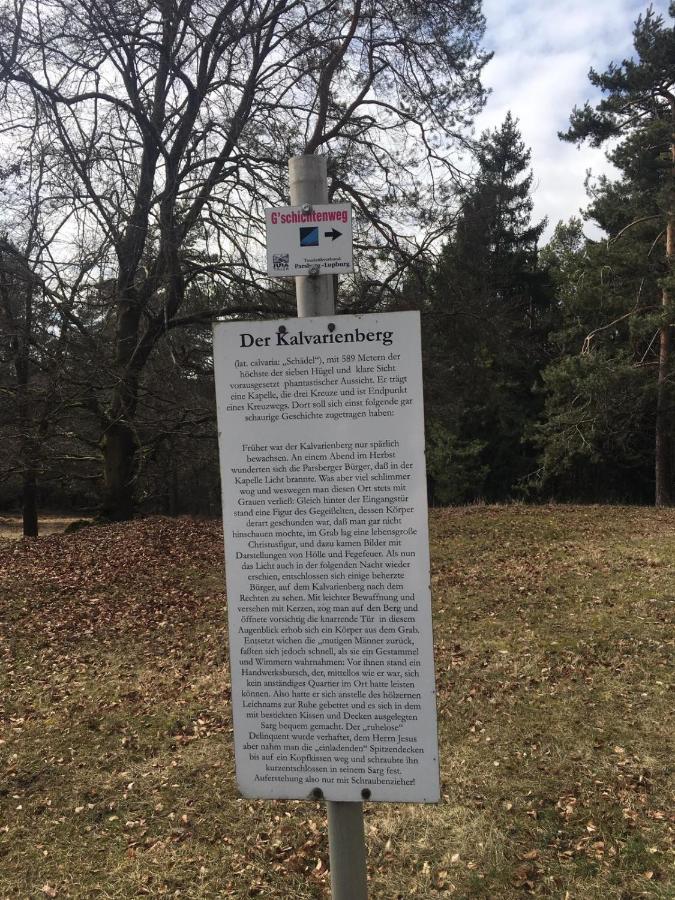 G'schichtenweg
Tourismusverband
Parsberg-Lupburg
Der Kalvarienberg
(lat. calvaria: „Schädel“), mit 589 Metern der
höchste der sieben Hügel und klare Sicht
vorausgesetzt phantastischer Aussicht. Er trägt
eine Kapelle, die drei Kreuze und ist Endpunkt
eines Kreuzwegs. Dort soll sich einst folgende gar
schaurige Geschichte zugetragen haben:
Früher war der Kalvarienberg nur spärlich
bewachsen. An einem Abend im Herbst
wunderten sich die Parsberger Bürger, daß in der
Kapelle Licht brannte. Was aber viel schlimmer
wog und weswegen man diesen Ort stets mit
Grauen verließ: Gleich hinter der Eingangstür
stand eine Figur des Gegeißelten, dessen Körper
derart geschunden war, daß man gar nicht
hinschauen mochte, im Grab lag eine lebensgroße
Christusfigur, und dazu kamen Bilder mit
Darstellungen von Hölle und Fegefeuer. Als nun
das Licht auch in der folgenden Nacht wieder
erschien, entschlossen sich einige beherzte
Bürger, auf dem Kalvarienberg nach dem
Rechten zu sehen. Mit leichter Bewaffnung und
versehen mit Kerzen, zog man auf den Berg und
öffnete vorsichtig die knarrende Tür in diesem
Augenblick erhob sich ein Körper aus dem Grab.
Entsetzt wichen die „mutigen Männer zurück,
faßten sich jedoch schnell, als sie ein Gestammel
und Wimmern wahrnahmen: Vor ihnen stand ein
Handwerksbursch, der, mittellos wie er war, sich
kein anständiges Quartier im Ort hatte leisten
können. Also hatte er sich anstelle des hölzernen
Leichnams zur Ruhe gebettet und es sich in dem
mit bestickten Kissen und Decken ausgelegten
Sarg bequem gemacht. Der „ruhelose“
Delinquent wurde verhaftet, dem Herrn Jesus
aber nahm man die „einladenden“ Spitzendecken
bis auf ein Kopfkissen weg und schraubte ihn
kurzentschlossen in seinem Sarg fest.
Auferstehung also nur mit Schraubenzieher!